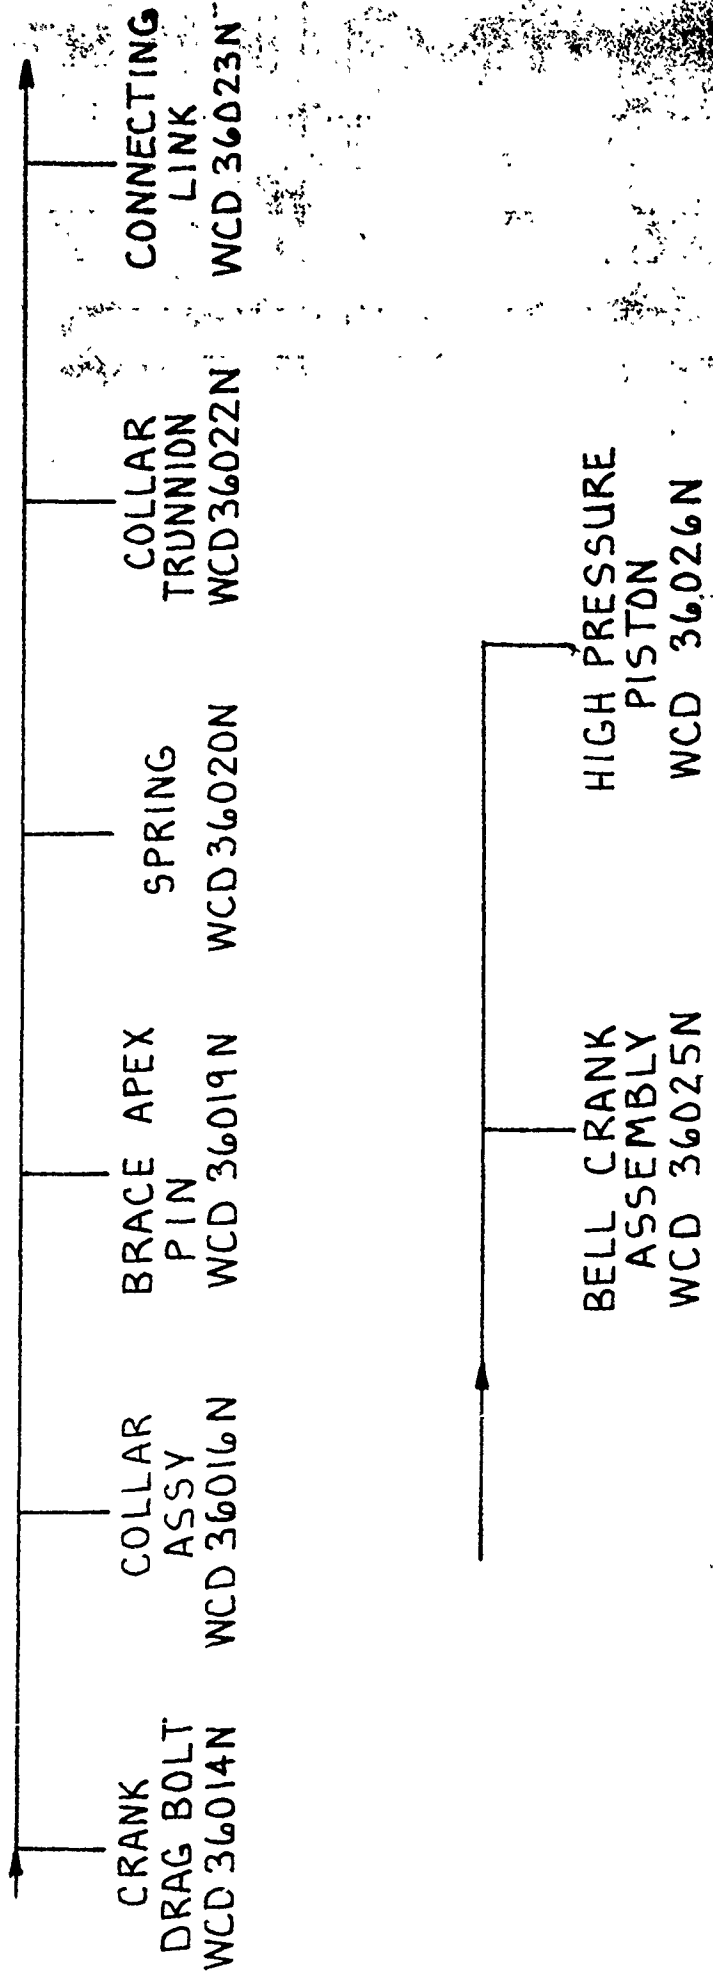 CRANK
DRAG BOLT
WCD 36014N
COLLAR
ASSY
WCD 36016N
BRACE APEX
PIN
WCD 36019N
SPRING
WCD 36020N
COLLAR
TRUNNION
WCD 36022N
CONNECTING
LINK
WCD 36023N
BELL CRANK
ASSEMBLY
WCD 36025N
HIGH PRESSURE
PISTON
WCD 36026N